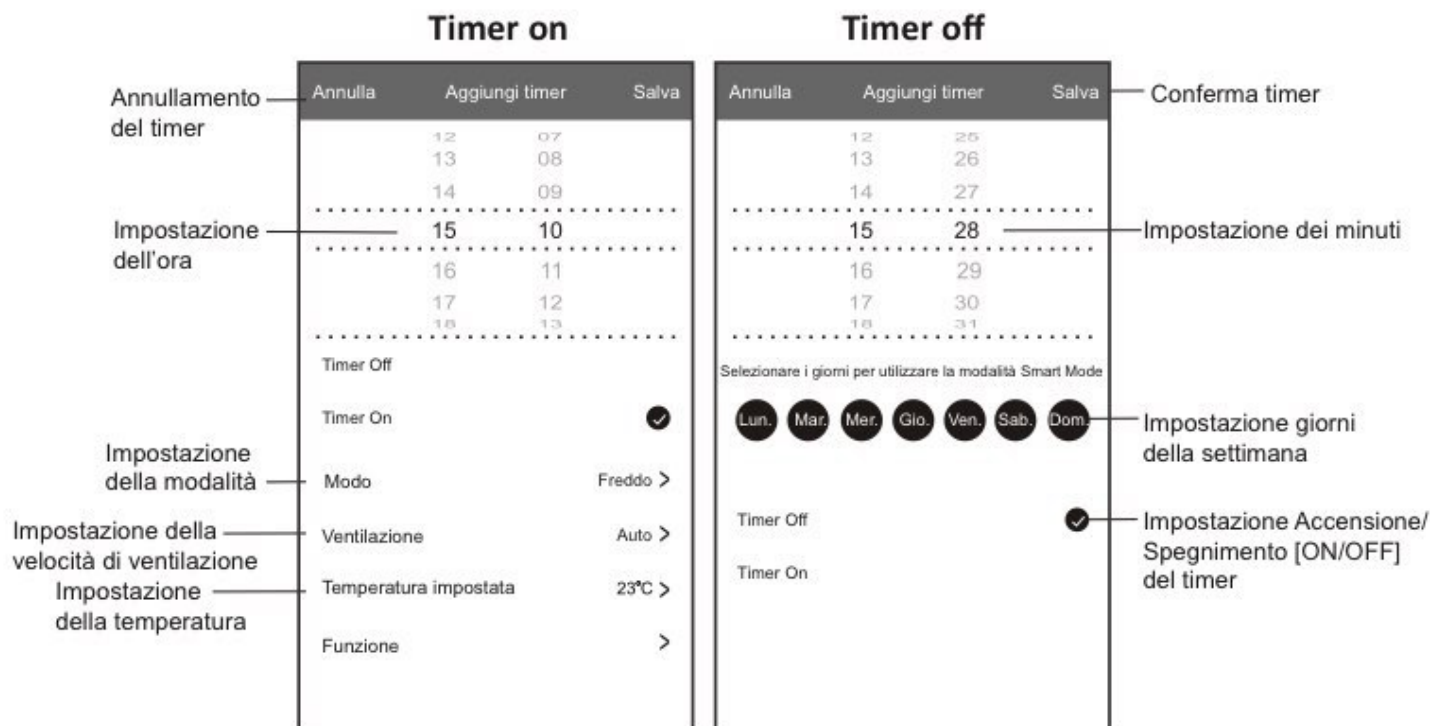 Timer on
Timer off
Annullamento
del timer
Impostazione
dell'ora
Impostazione
della modalità
Impostazione della
velocità di ventilazione
Impostazione
della temperatura
Annulla Aggiungi timer Salva
12 07
13 08
14 09
15 10
16 11
17 12
18 13
Timer Off
Timer On
Modo Freddo >
Ventilazione Auto >
Temperatura impostata 23°C >
Funzione >
Annulla Aggiungi timer Salva
12 25
13 26
14 27
15 28
16 29
17 30
18 31
Selezionare i giorni per utilizzare la modalità Smart Mode
Lun. Mar. Mer. Gio. Ven. Sab. Dom.
Timer Off
Timer On
Conferma timer
Impostazione dei minuti
Impostazione giorni
della settimana
Impostazione Accensione/
Spegnimento [ON/OFF]
del timer